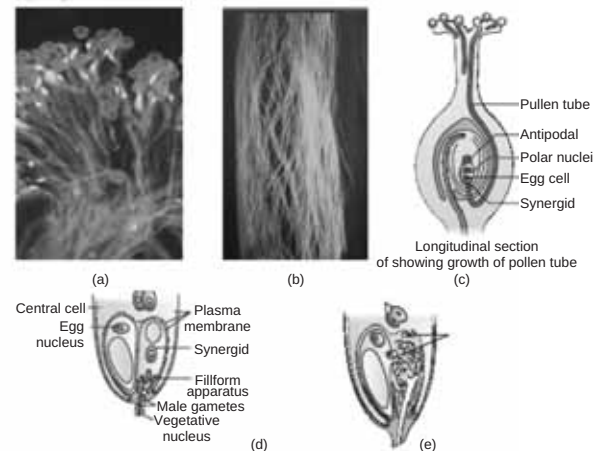 Pullen tube
Antipodal
Polar nuclei
Egg cell
Synergid
Longitudinal section
of showing growth of pollen tube
(a)
(b)
(c)
Central cell
Egg
nucleus
Plasma
membrane
Synergid
Fillform
apparatus
Male gametes
Vegetative
nucleus
(d)
(e)